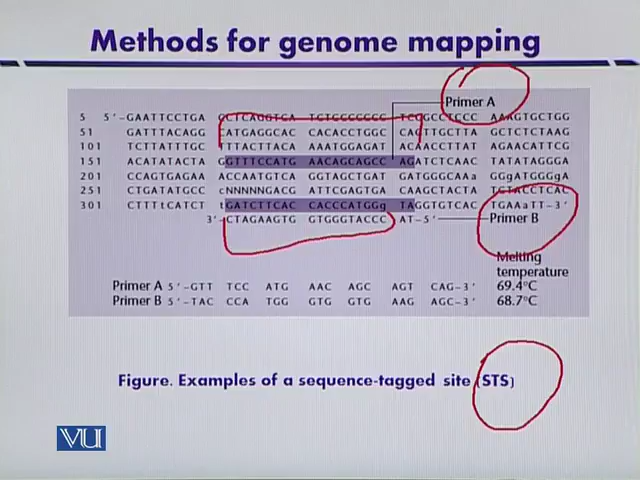 Methods for genome mapping
Primer A
5 5'-GAATTCCTGA GCTCAGGTGA TCTGCCCCCC TCGGCCTCCC AAAGTGCTGG
51 GATTTACAGG CATGAGGCAC CACACCTGGC CAGTTGCTTA GCTCTCTAAG
101 TCTTATTTGC TTTACTTACA AAATGGAGAT ACAACCTTAT AGAACATTCG
151 ACATATACTA GGTTTCCATG AACAGCAGCC AGATCTCAAC TATATAGGGA
201 CCAGTGAGAA ACCAATGTCA GGTAGCTGAT GATGGGCAAa GGgATGGGgA
251 CTGATATGCC cNNNNNGACG ATTCGAGTGA CAAGCTACTA TGTACCTCAC
301 CTTTtCATCT tGATCTTCAC CACCCATGGg TAGGTGTCAC TGAAaTT-3'
3'-CTAGAAGTG GTGGGTACCC AT-5'
Primer B
Melting
temperature
Primer A 5'-GTT TCC ATG AAC AGC AGT CAG-3' 69.4°C
Primer B 5'-TAC CCA TGG GTG GTG AAG AGC-3' 68.7°C
Figure. Examples of a sequence-tagged site (STS)
VU